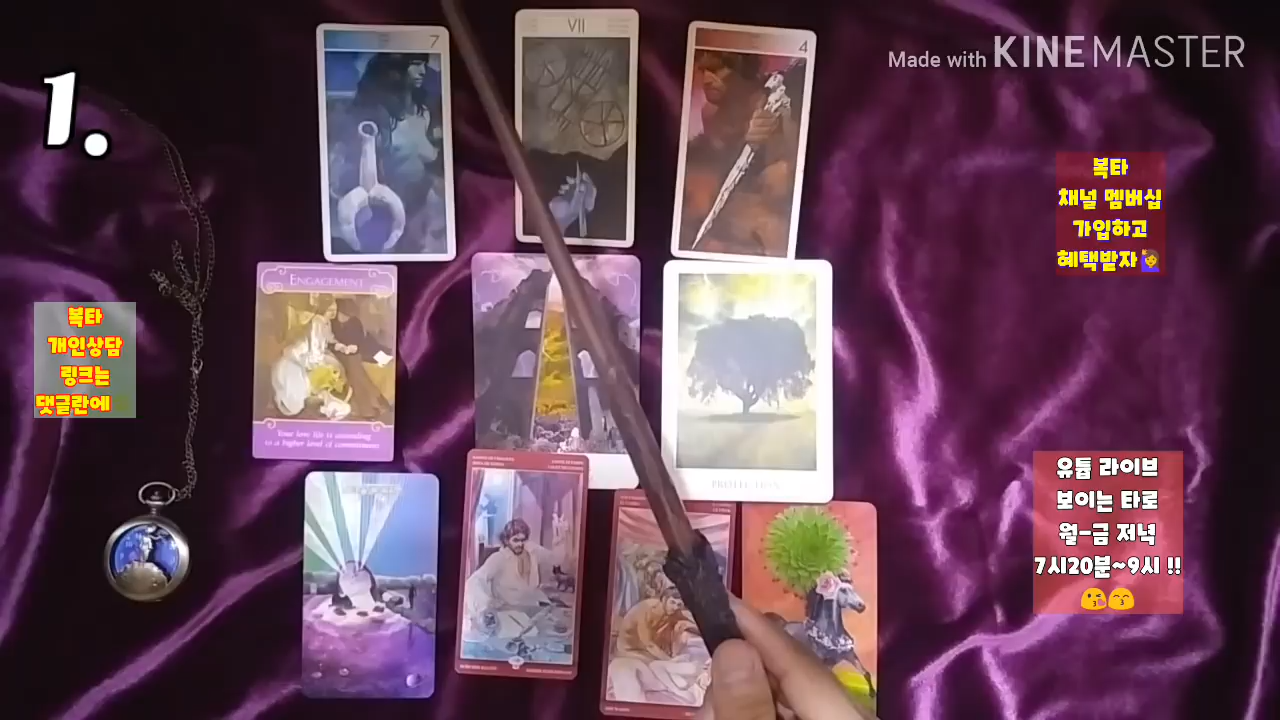 Made with KINEMASTER
1.
7
VII
4
복타
채널 멤버십
가입하고
혜택받자🙋‍♀️
ENGAGEMENT
Your love life is ascending
to a higher level of commitment
복타
개인상담
링크는
댓글란에
PROTECTION
유튭 라이브
보이는 타로
월-금 저녁
7시20분~9시 !!
😘😙